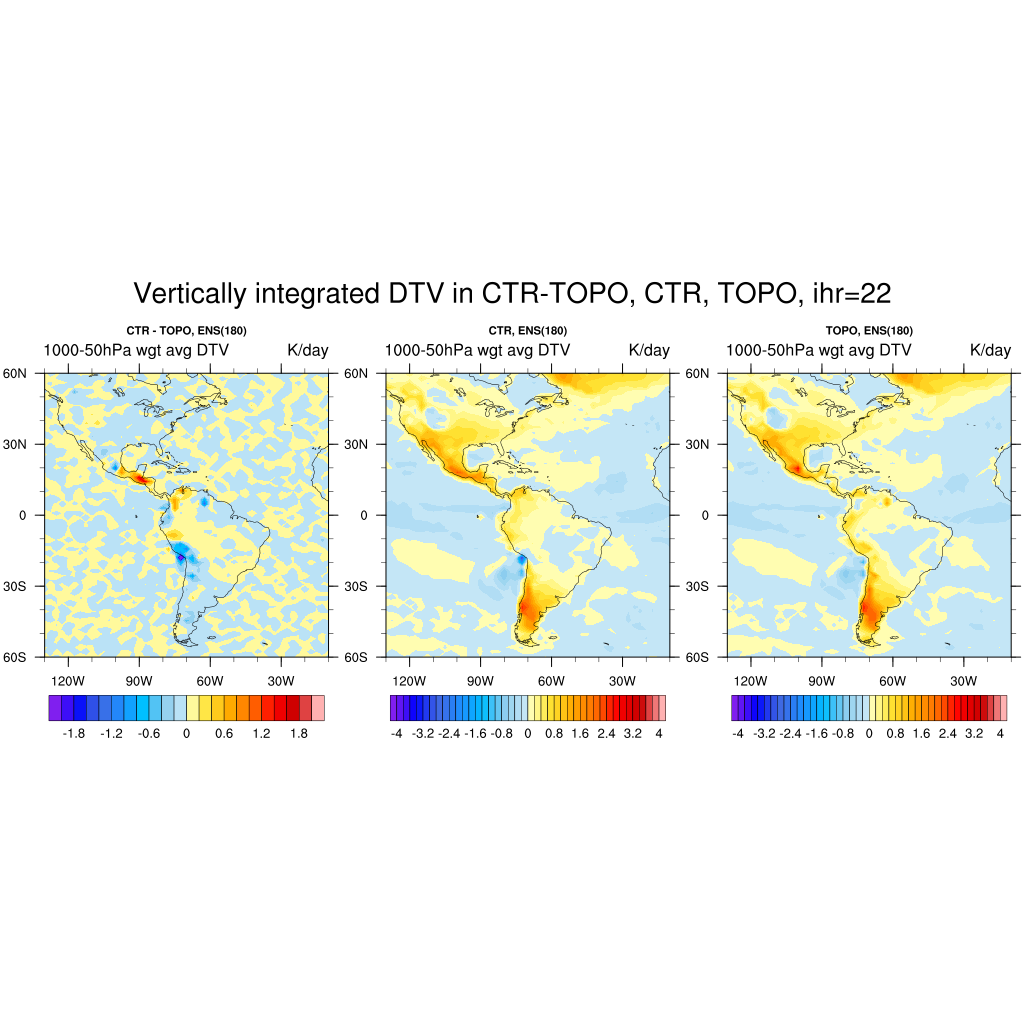 Vertically integrated DTV in CTR-TOPO, CTR, TOPO, ihr=22
CTR - TOPO, ENS(180)
1000-50hPa wgt avg DTV K/day
60N
30N
0
30S
60S
120W 90W 60W 30W
-1.8 -1.2 -0.6 0 0.6 1.2 1.8
CTR, ENS(180)
1000-50hPa wgt avg DTV K/day
60N
30N
0
30S
60S
120W 90W 60W 30W
-4 -3.2 -2.4 -1.6 -0.8 0 0.8 1.6 2.4 3.2 4
TOPO, ENS(180)
1000-50hPa wgt avg DTV K/day
60N
30N
0
30S
60S
120W 90W 60W 30W
-4 -3.2 -2.4 -1.6 -0.8 0 0.8 1.6 2.4 3.2 4